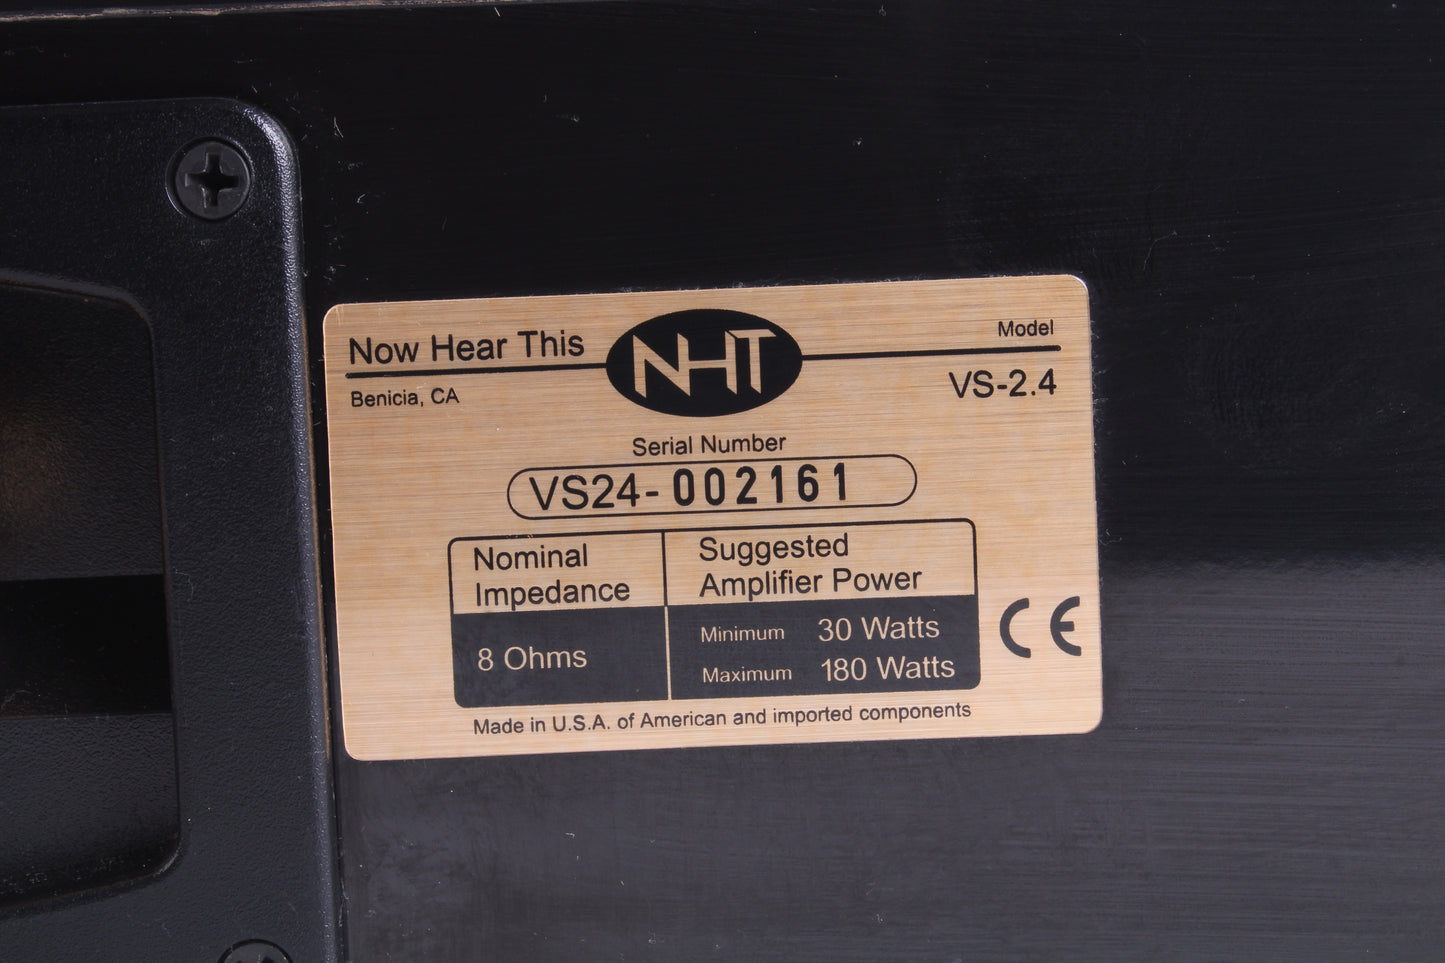 Now Hear This
Benicia, CA
NHT
Model
VS-2.4
Serial Number
VS24-002161
Nominal
Impedance
8 Ohms
Suggested
Amplifier Power
Minimum 30 Watts
Maximum 180 Watts
CE
Made in U.S.A. of American and imported components